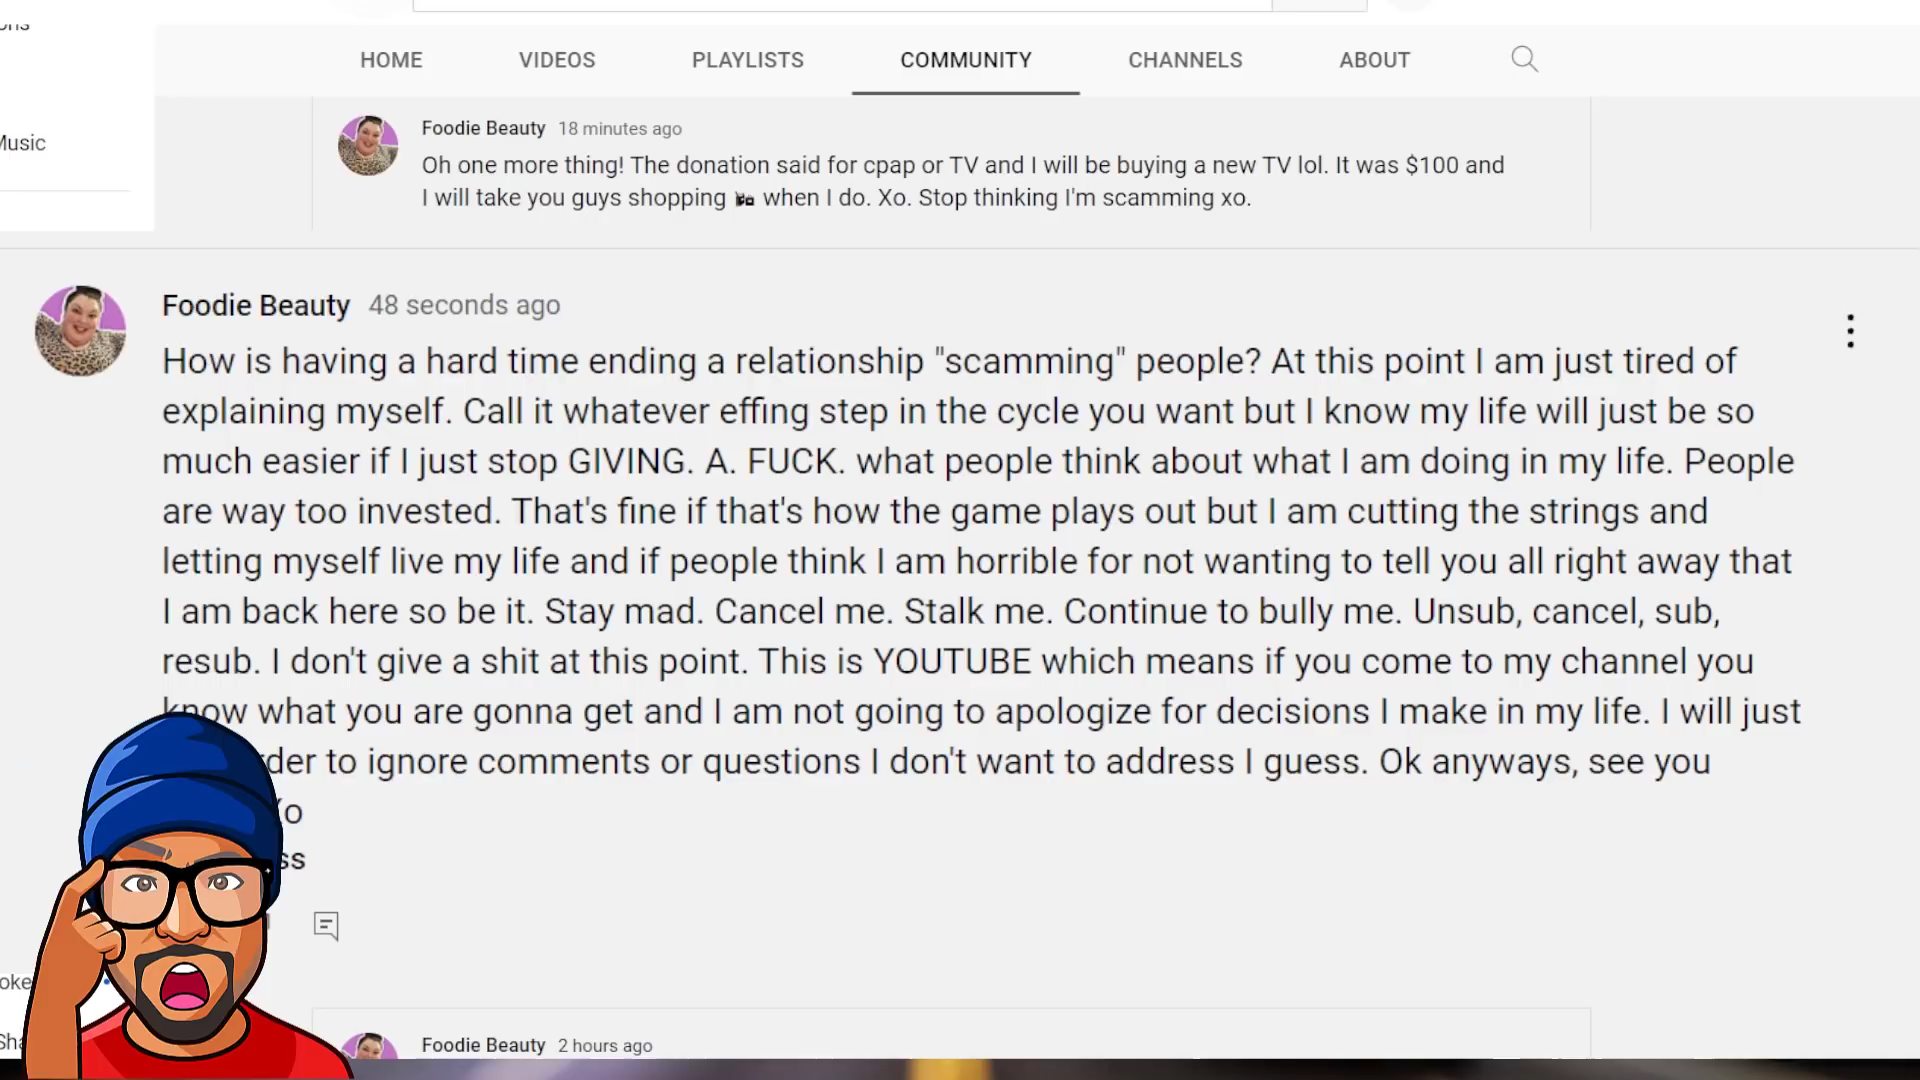 HOME VIDEOS PLAYLISTS COMMUNITY CHANNELS ABOUT
Music
Foodie Beauty 18 minutes ago
Oh one more thing! The donation said for cpap or TV and I will be buying a new TV lol. It was $100 and
I will take you guys shopping 🛍 when I do. Xo. Stop thinking I'm scamming xo.
Foodie Beauty 48 seconds ago
How is having a hard time ending a relationship "scamming" people? At this point I am just tired of
explaining myself. Call it whatever effing step in the cycle you want but I know my life will just be so
much easier if I just stop GIVING. A. FUCK. what people think about what I am doing in my life. People
are way too invested. That's fine if that's how the game plays out but I am cutting the strings and
letting myself live my life and if people think I am horrible for not wanting to tell you all right away that
I am back here so be it. Stay mad. Cancel me. Stalk me. Continue to bully me. Unsub, cancel, sub,
resub. I don't give a shit at this point. This is YOUTUBE which means if you come to my channel you
know what you are gonna get and I am not going to apologize for decisions I make in my life. I will just
to ignore comments or questions I don't want to address I guess. Ok anyways, see you
Foodie Beauty 2 hours ago